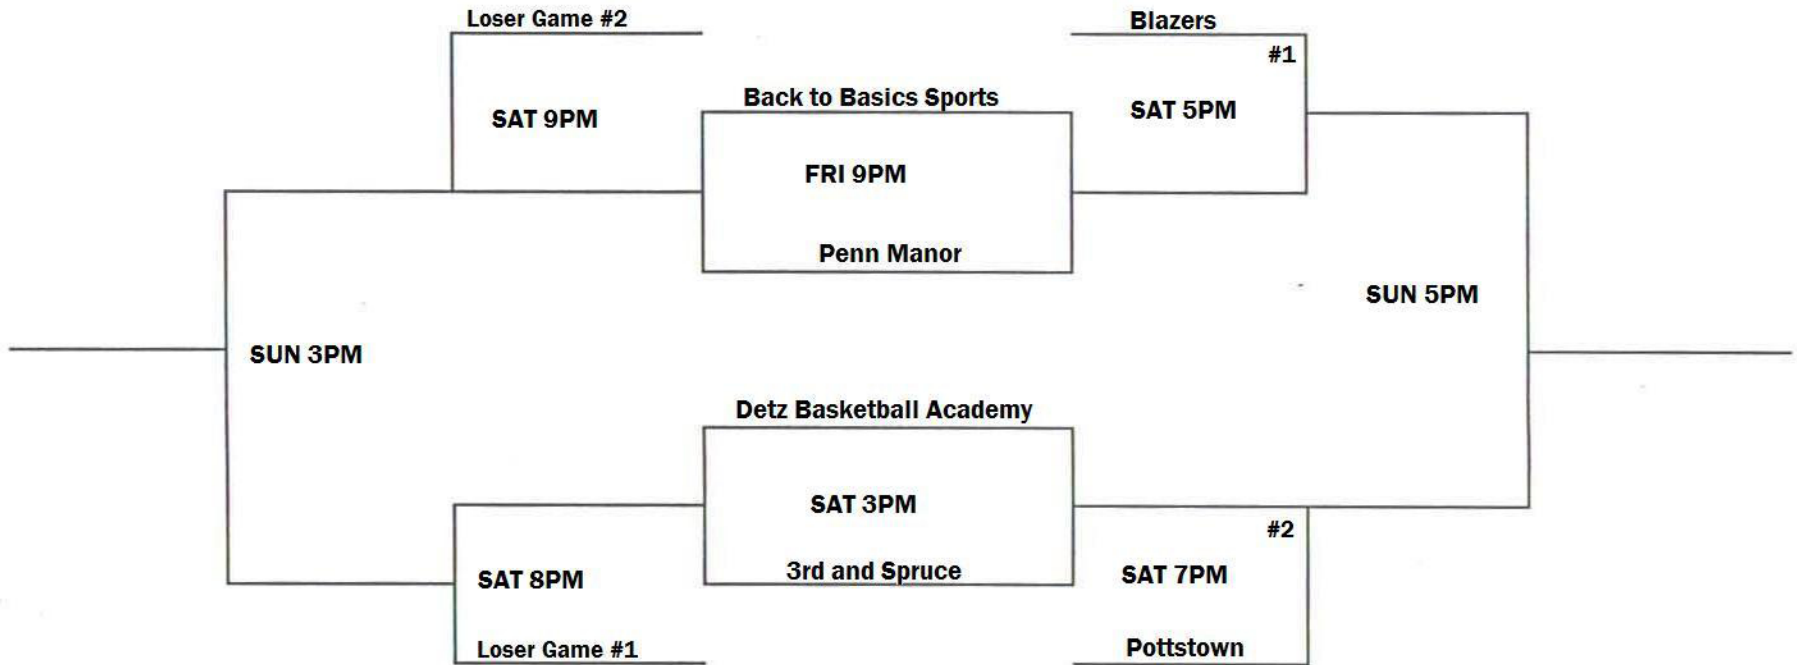 Loser Game #2
Blazers
#1
Back to Basics Sports
SAT 9PM
SAT 5PM
FRI 9PM
Penn Manor
SUN 5PM
SUN 3PM
Detz Basketball Academy
SAT 3PM
#2
3rd and Spruce
SAT 8PM
SAT 7PM
Loser Game #1
Pottstown